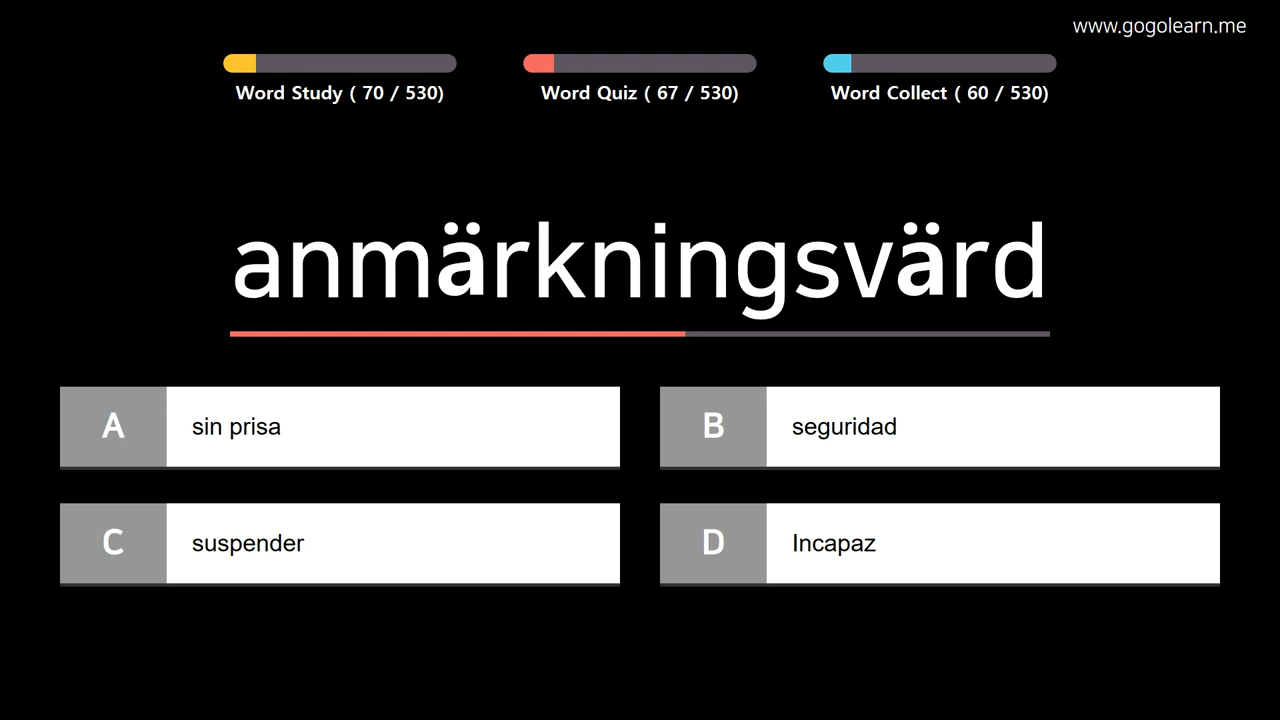 www.gogolearn.me
Word Study ( 70 / 530)
Word Quiz ( 67 / 530)
Word Collect ( 60 / 530)
anmärkningsvärd
A sin prisa
B seguridad
C suspender
D Incapaz